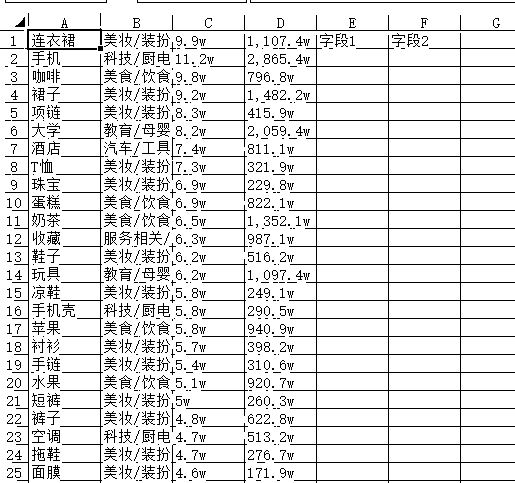 A B C D E F G
1 连衣裙 美妆/装扮 9.9w 1,107.4w 字段1 字段2
2 手机 科技/厨电 11.2w 2,865.4w
3 咖啡 美食/饮食 9.8w 796.8w
4 裙子 美妆/装扮 9.2w 1,482.2w
5 项链 美妆/装扮 8.3w 415.9w
6 大学 教育/母婴 8.2w 2,059.4w
7 酒店 汽车/工具 7.4w 811.1w
8 T恤 美妆/装扮 7.3w 321.9w
9 珠宝 美妆/装扮 6.9w 229.8w
10 蛋糕 美食/饮食 6.9w 822.1w
11 奶茶 美食/饮食 6.5w 1,352.1w
12 收藏 服务相关/ 6.3w 987.1w
13 鞋子 美妆/装扮 6.2w 516.2w
14 玩具 教育/母婴 6.2w 1,097.4w
15 凉鞋 美妆/装扮 5.8w 249.1w
16 手机壳 科技/厨电 5.8w 290.5w
17 苹果 美食/饮食 5.8w 940.9w
18 衬衫 美妆/装扮 5.7w 398.2w
19 手链 美妆/装扮 5.4w 310.6w
20 水果 美食/饮食 5.1w 920.7w
21 短裤 美妆/装扮 5w 260.3w
22 裤子 美妆/装扮 4.8w 622.8w
23 空调 科技/厨电 4.7w 513.2w
24 拖鞋 美妆/装扮 4.7w 276.7w
25 面膜 美妆/装扮 4.6w 171.9w